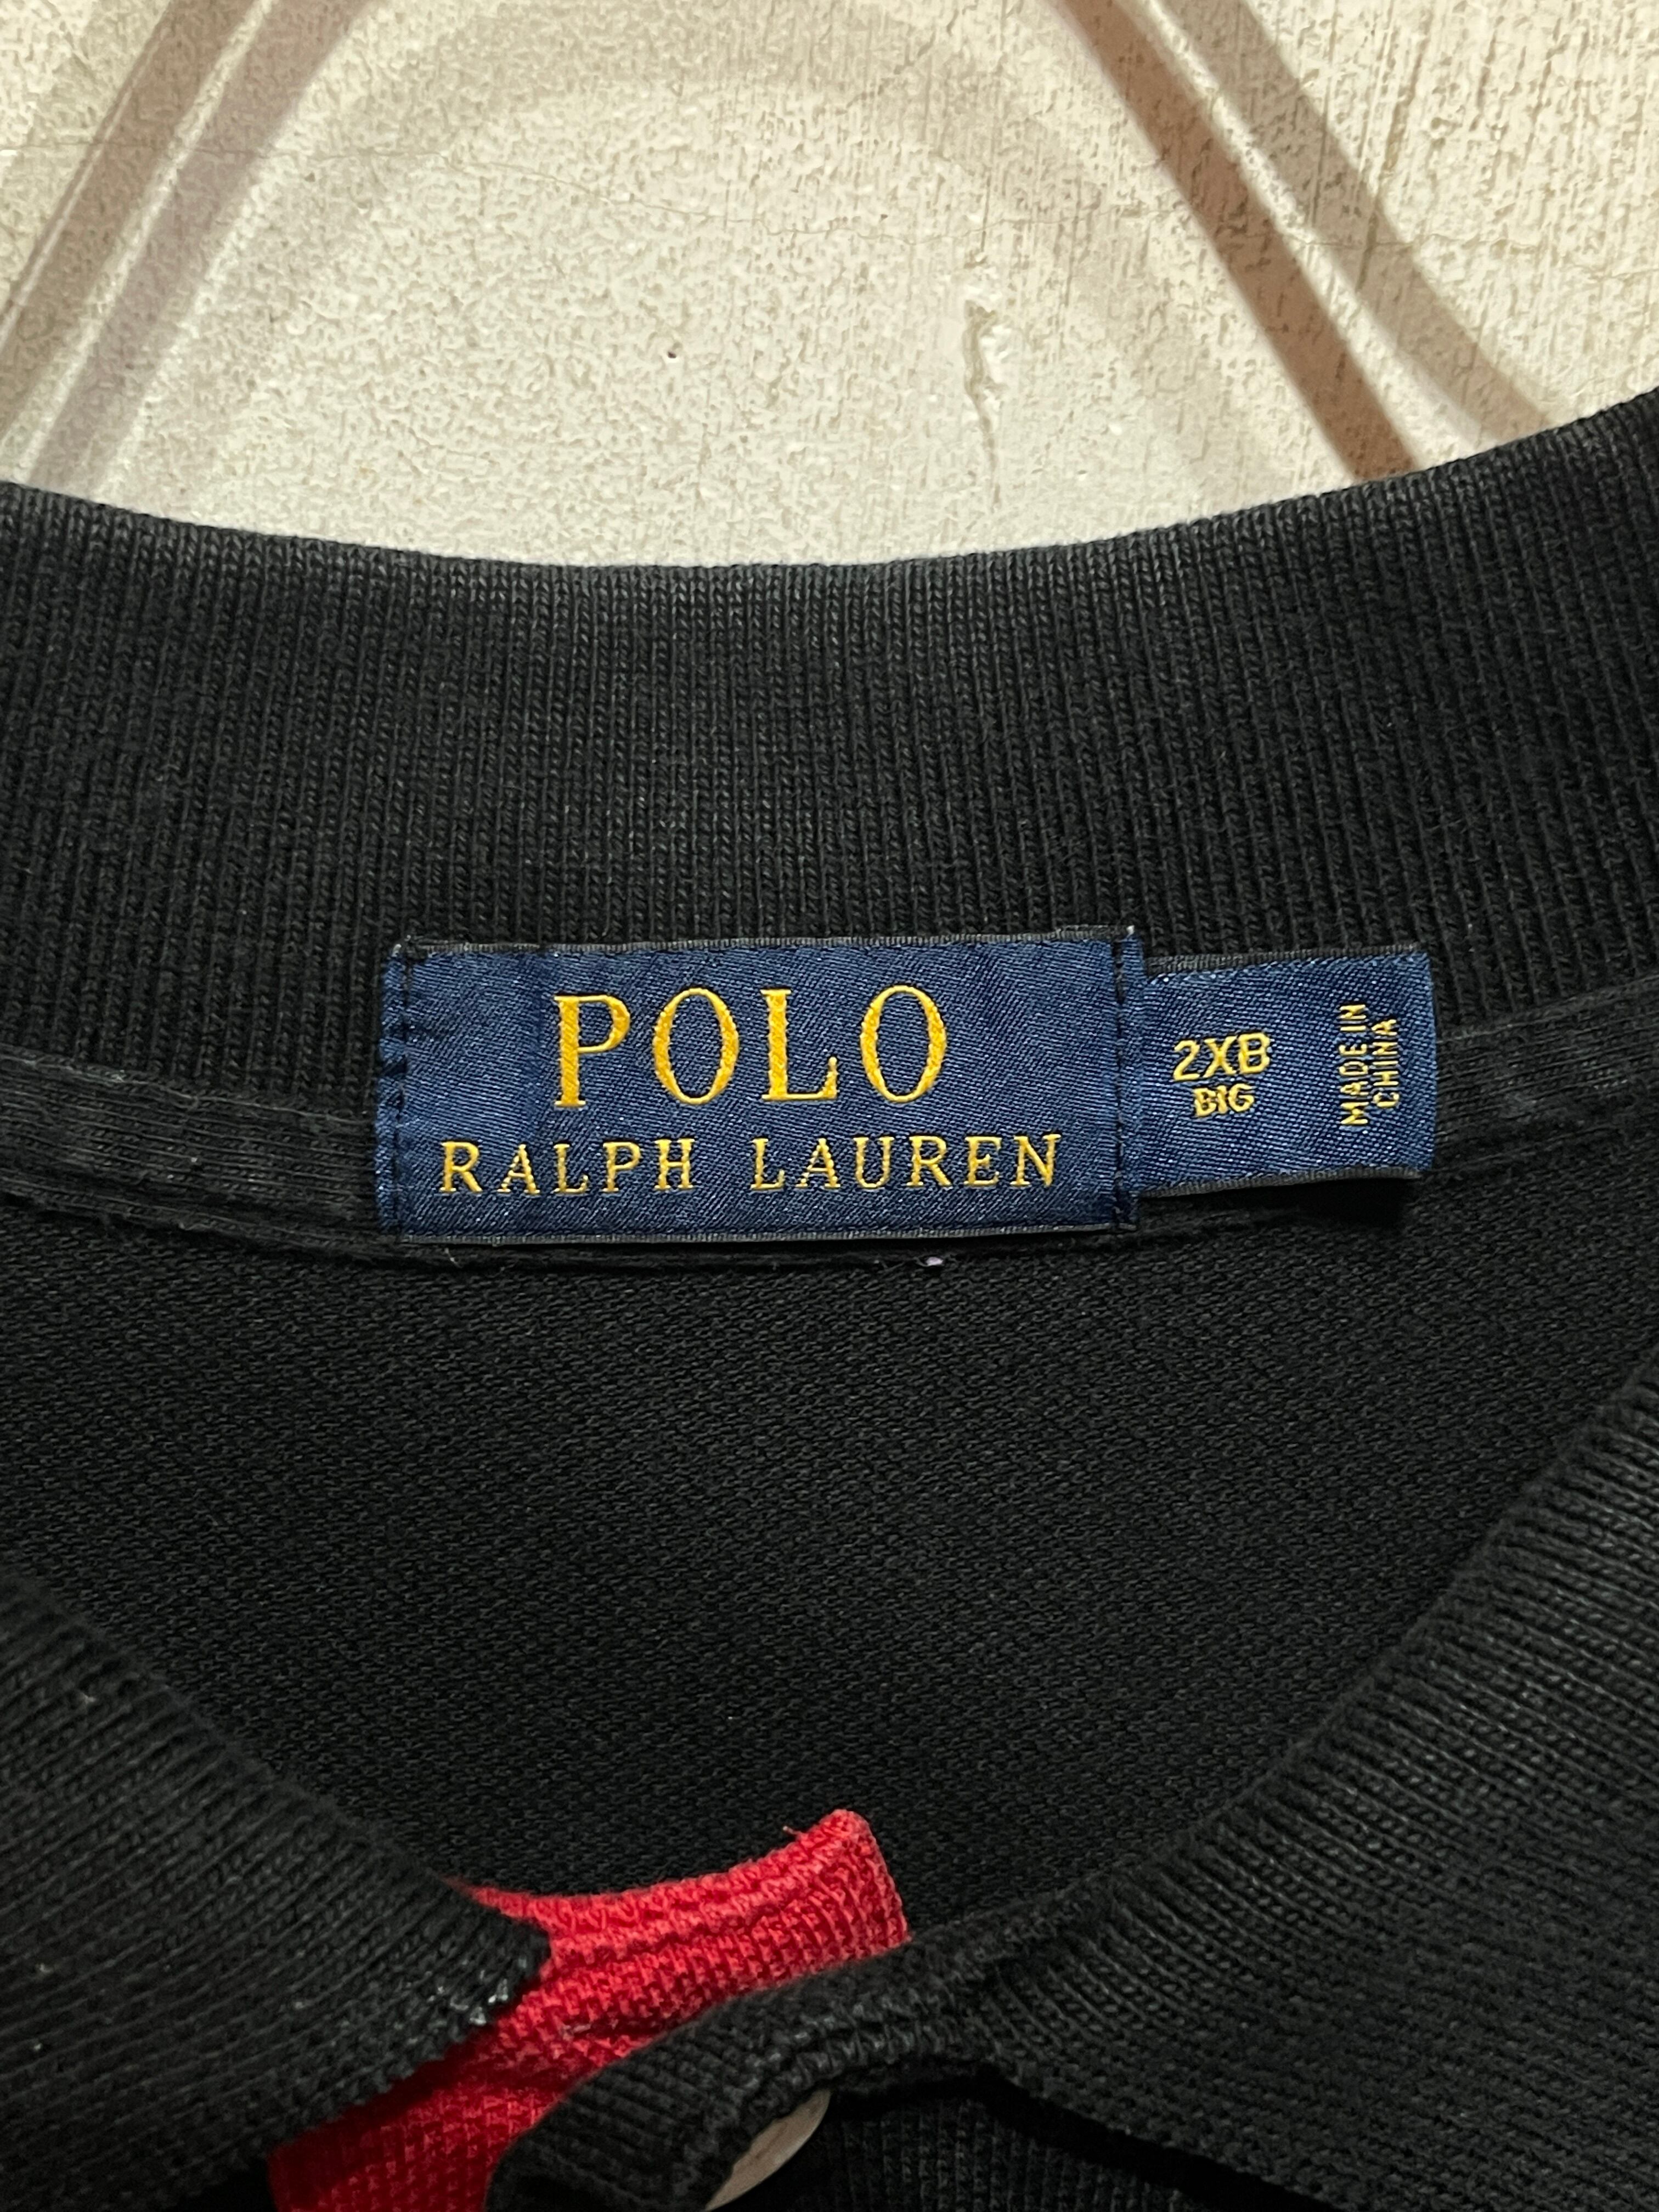 POLO
RALPH LAUREN
2XB
BIG
MADE IN
CHINA